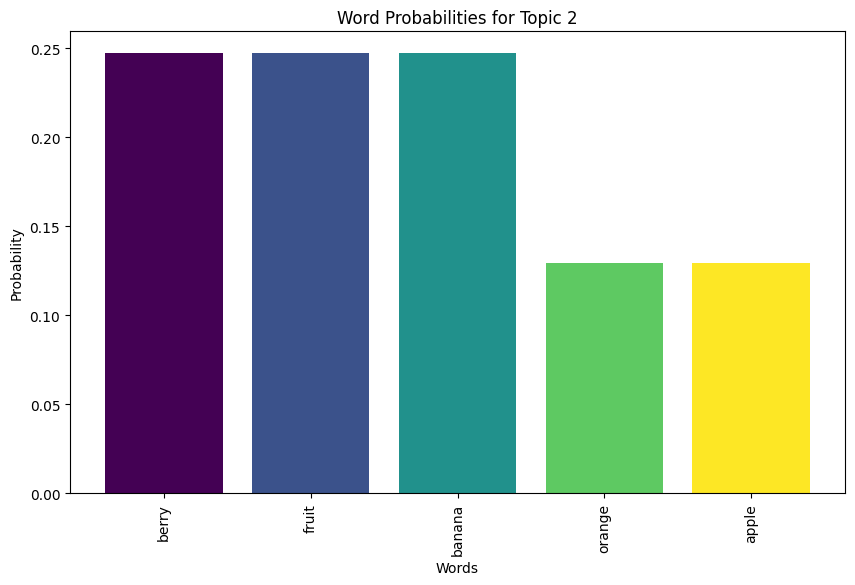 Word Probabilities for Topic 2
0.25
0.20
0.15
0.10
0.05
0.00
Probability
berry
fruit
banana
orange
apple
Words